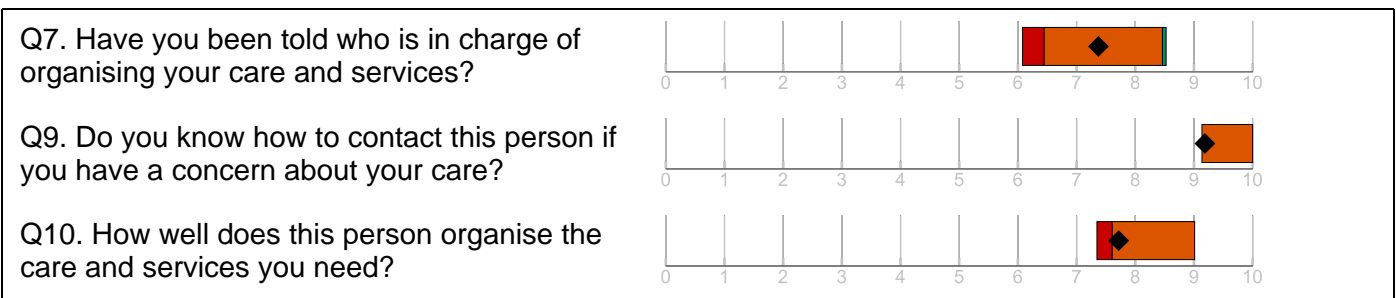 Q7. Have you been told who is in charge of
organising your care and services?
0 1 2 3 4 5 6 7 8 9 10
Q9. Do you know how to contact this person if
you have a concern about your care?
0 1 2 3 4 5 6 7 8 9 10
Q10. How well does this person organise the
care and services you need?
0 1 2 3 4 5 6 7 8 9 10